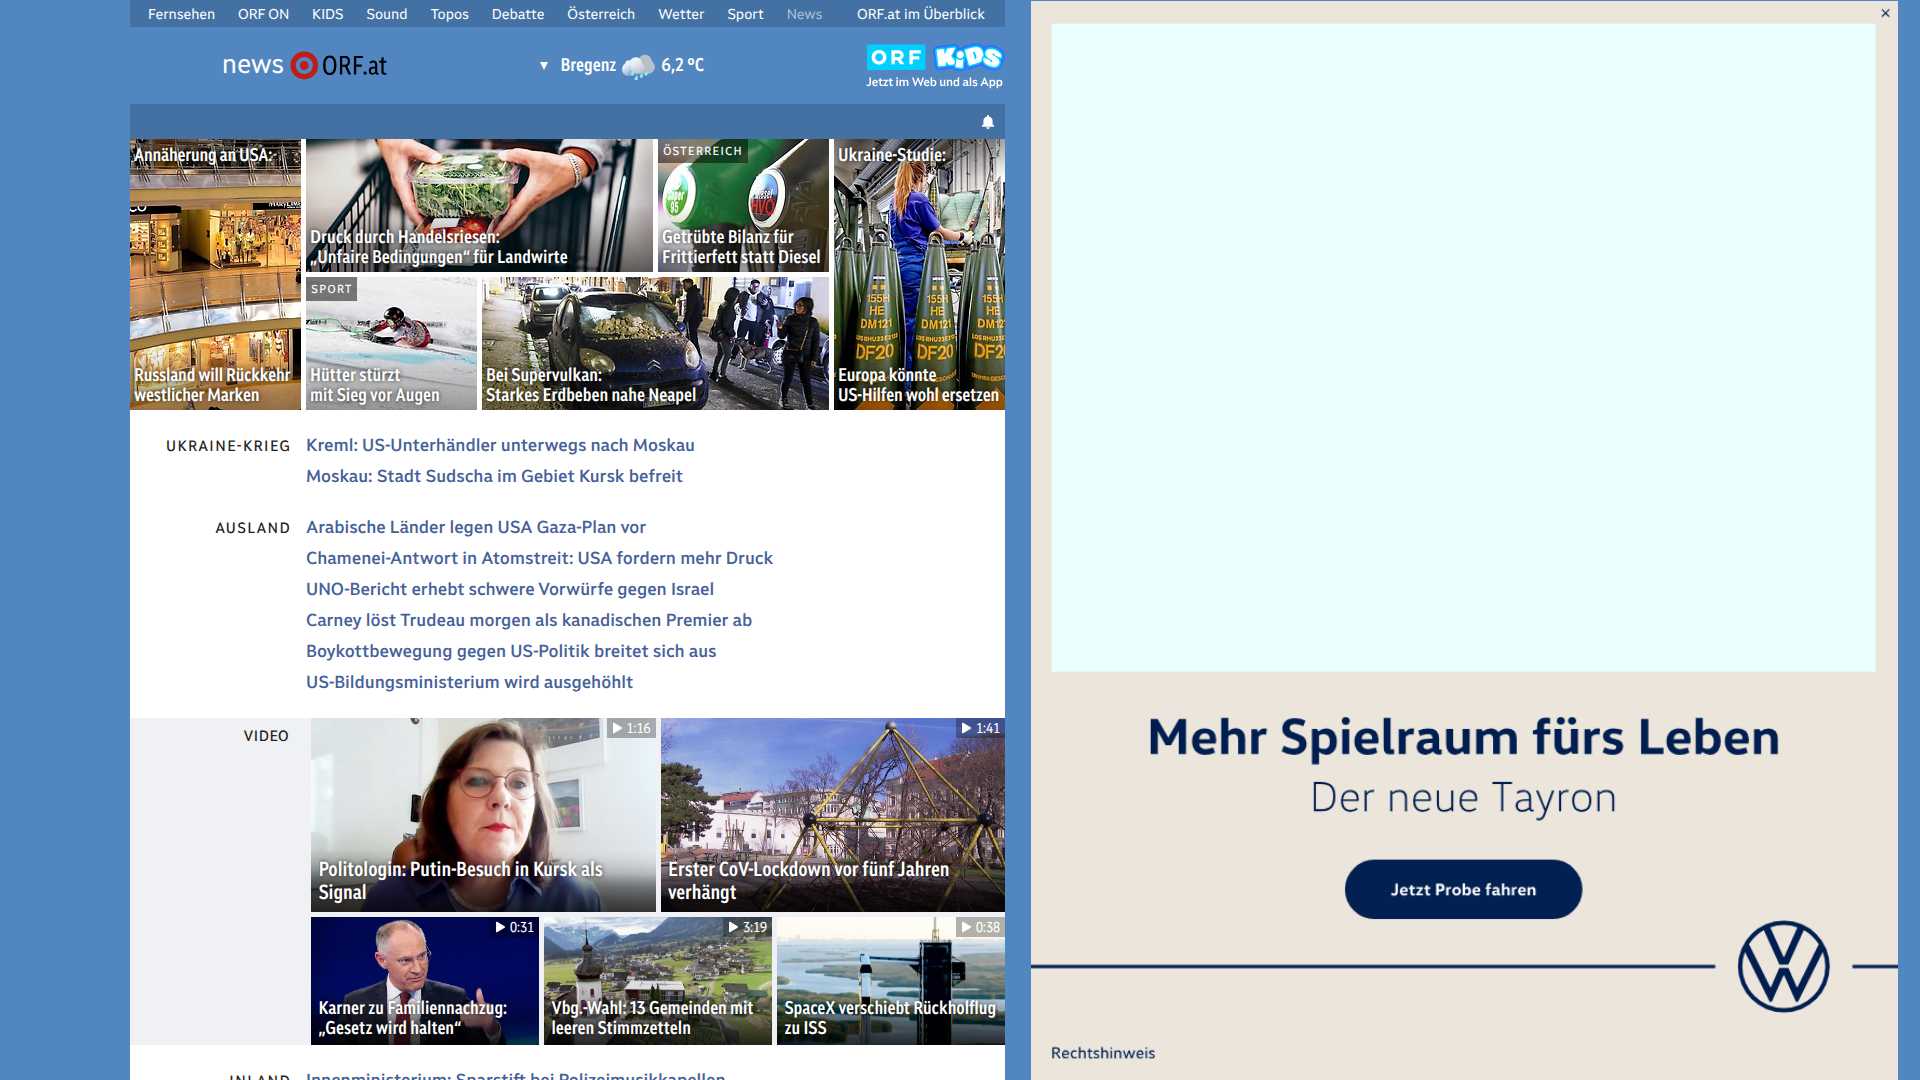 Fernsehen ORF ON KIDS Sound Topos Debatte Österreich Wetter Sport News ORF.at im Überblick
news ORF.at
Bregenz 6,2 °C
ORF KiDS
Jetzt im Web und als App
Annäherung an USA:
Russland will Rückkehr
westlicher Marken
Druck durch Handelsriesen:
„Unfaire Bedingungen“ für Landwirte
ÖSTERREICH
Getrübte Bilanz für
Frittierfett statt Diesel
Ukraine-Studie:
155H
HE
DM121
DF20
Europa könnte
US-Hilfen wohl ersetzen
SPORT
Hütter stürzt
mit Sieg vor Augen
Bei Supervulkan:
Starkes Erdbeben nahe Neapel
UKRAINE-KRIEG
Kreml: US-Unterhändler unterwegs nach Moskau
Moskau: Stadt Sudscha im Gebiet Kursk befreit
AUSLAND
Arabische Länder legen USA Gaza-Plan vor
Chamenei-Antwort in Atomstreit: USA fordern mehr Druck
UNO-Bericht erhebt schwere Vorwürfe gegen Israel
Carney löst Trudeau morgen als kanadischen Premier ab
Boykottbewegung gegen US-Politik breitet sich aus
US-Bildungsministerium wird ausgehöhlt
VIDEO
1:16
Politologin: Putin-Besuch in Kursk als
Signal
1:41
Erster CoV-Lockdown vor fünf Jahren
verhängt
0:31
Karner zu Familiennachzug:
„Gesetz wird halten“
3:19
Vbg.-Wahl: 13 Gemeinden mit
leeren Stimmzetteln
0:38
SpaceX verschiebt Rückholflug
zu ISS
INLAND
Innenministerium: Sparstift bei Polizeimusikkapellen
Mehr Spielraum fürs Leben
Der neue Tayron
Jetzt Probe fahren
Rechtshinweis